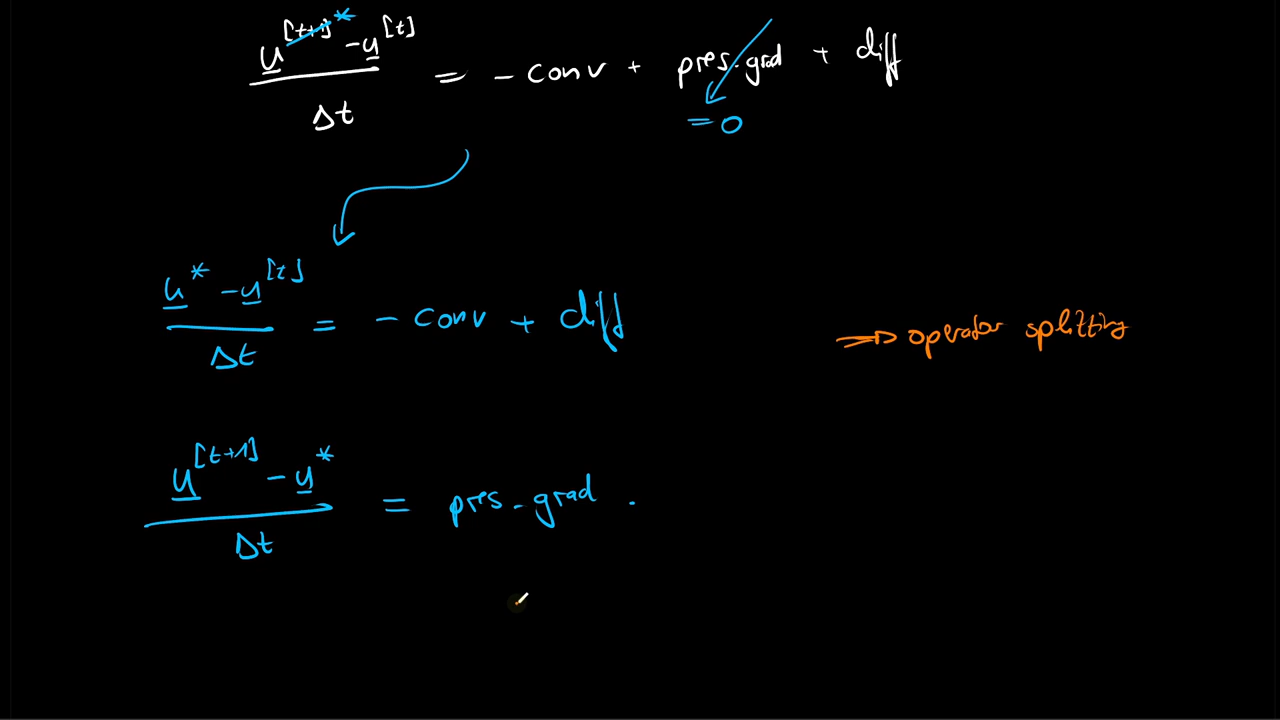 (u^{[t+1]*} - u^{[t]}) / Δt = - conv + pres. grad + diff
= 0
(u^* - u^{[t]}) / Δt = - conv + diff
⇒ operator splitting
(u^{[t+1]} - u^*) / Δt = pres. grad .